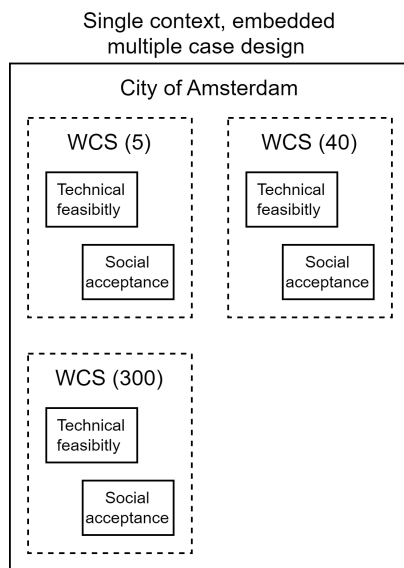 Single context, embedded
multiple case design
City of Amsterdam
WCS (5)
Technical
feasibitly
Social
acceptance
WCS (40)
Technical
feasibitly
Social
acceptance
WCS (300)
Technical
feasibitly
Social
acceptance